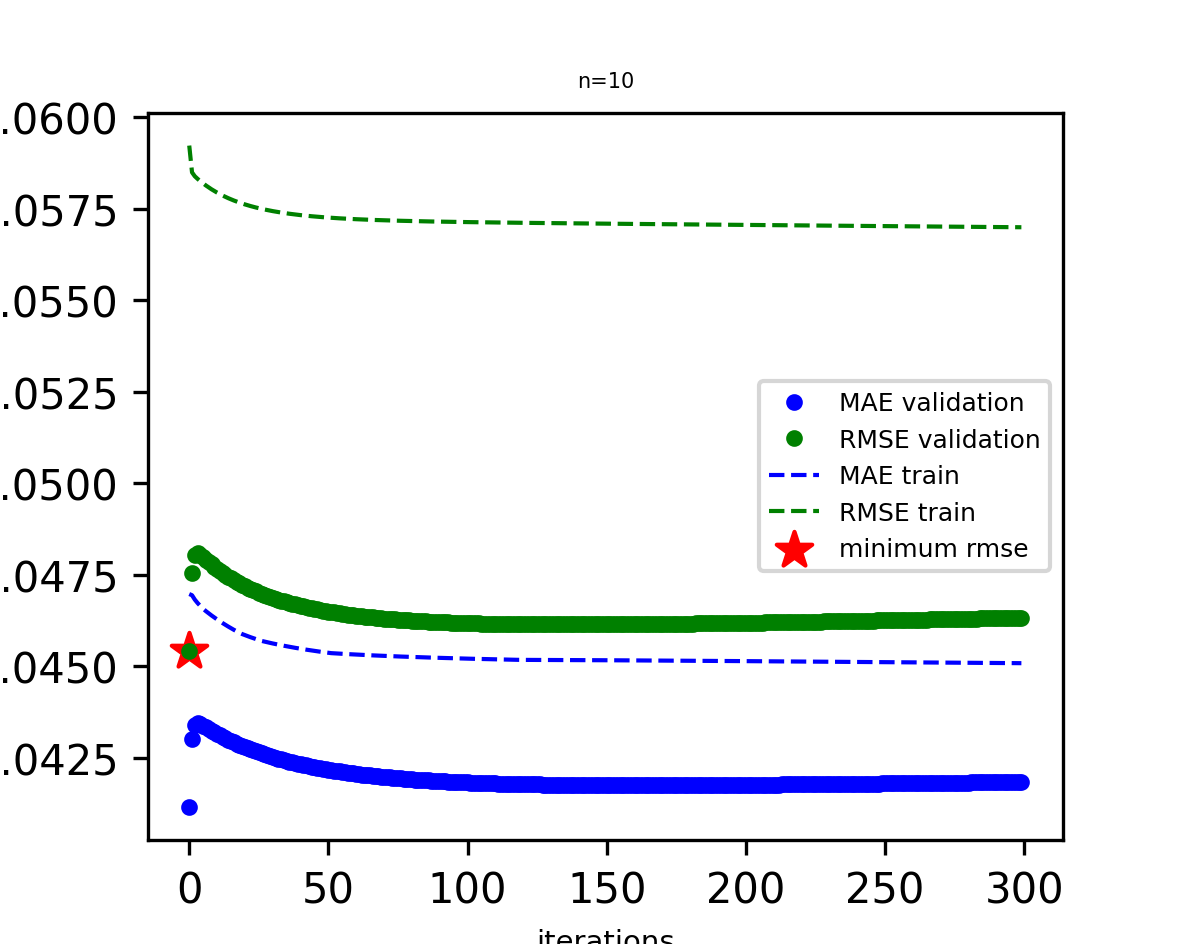 n=10
.0600
.0575
.0550
.0525
.0500
.0475
.0450
.0425
MAE validation
RMSE validation
MAE train
RMSE train
minimum rmse
0 50 100 150 200 250 300
iterations